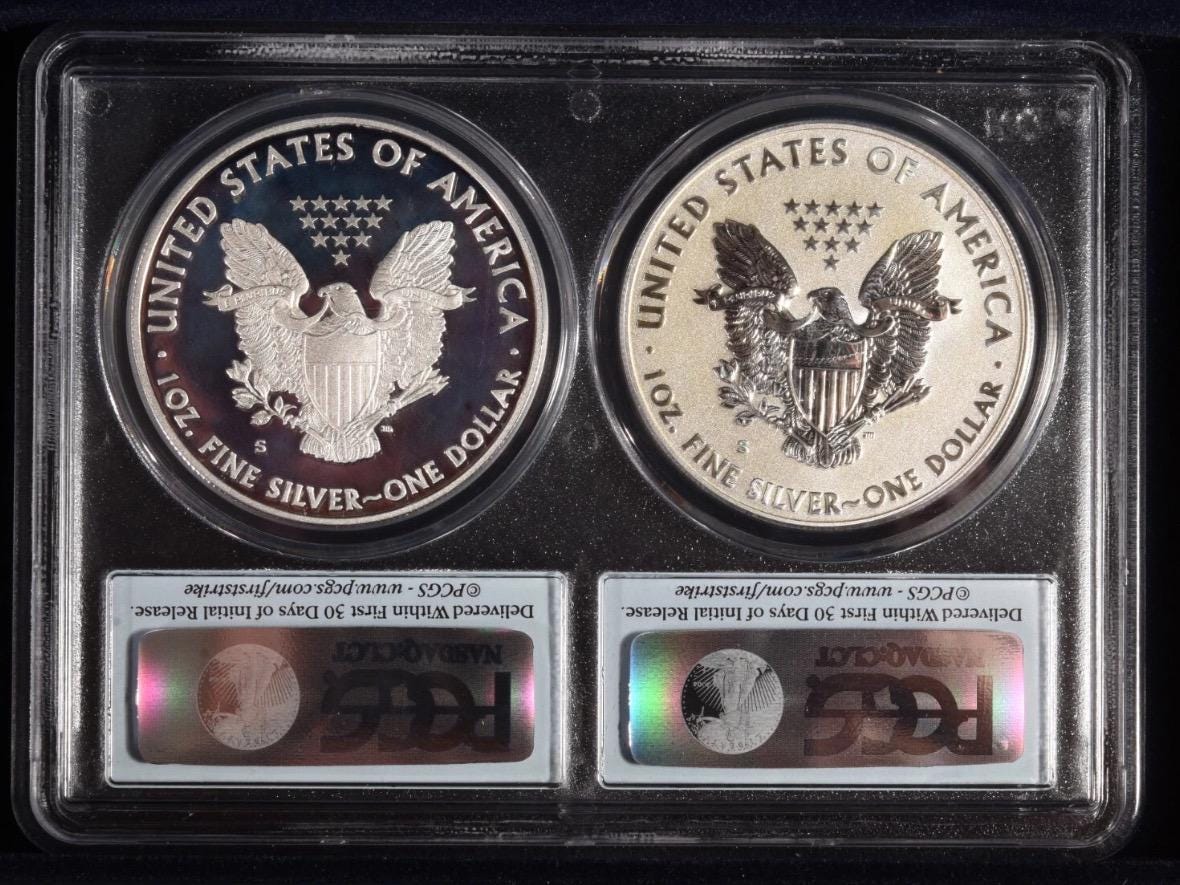 UNITED STATES OF AMERICA
E PLURIBUS UNUM
S
· 1 OZ. FINE SILVER~ONE DOLLAR ·
UNITED STATES OF AMERICA
S
· 1 OZ. FINE SILVER~ONE DOLLAR ·
©PCGS - www.pcgs.com/firststrike
Delivered Within First 30 Days of Initial Release.
NASDAQ:CLCT
PCGS
©PCGS - www.pcgs.com/firststrike
Delivered Within First 30 Days of Initial Release.
NASDAQ:CLCT
PCGS